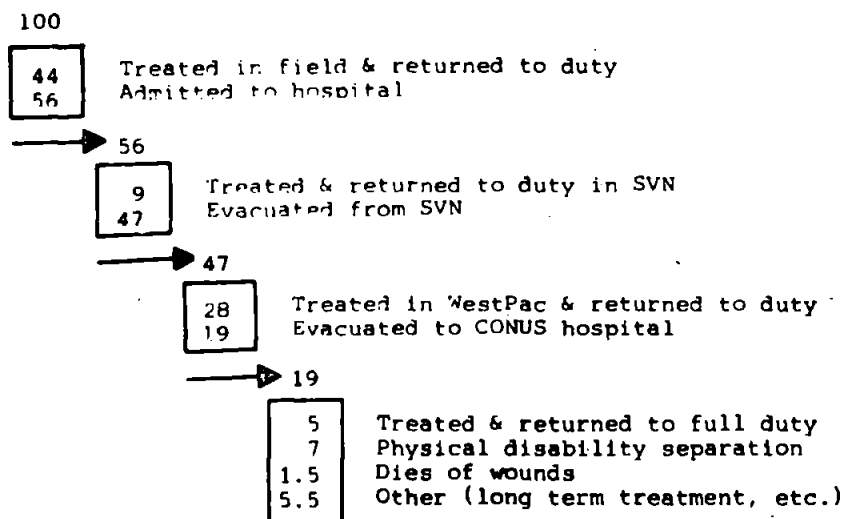 100
44 Treated in field & returned to duty
56 Admitted to hospital
56
9 Treated & returned to duty in SVN
47 Evacuated from SVN
47
28 Treated in WestPac & returned to duty
19 Evacuated to CONUS hospital
19
5 Treated & returned to full duty
7 Physical disability separation
1.5 Dies of wounds
5.5 Other (long term treatment, etc.)